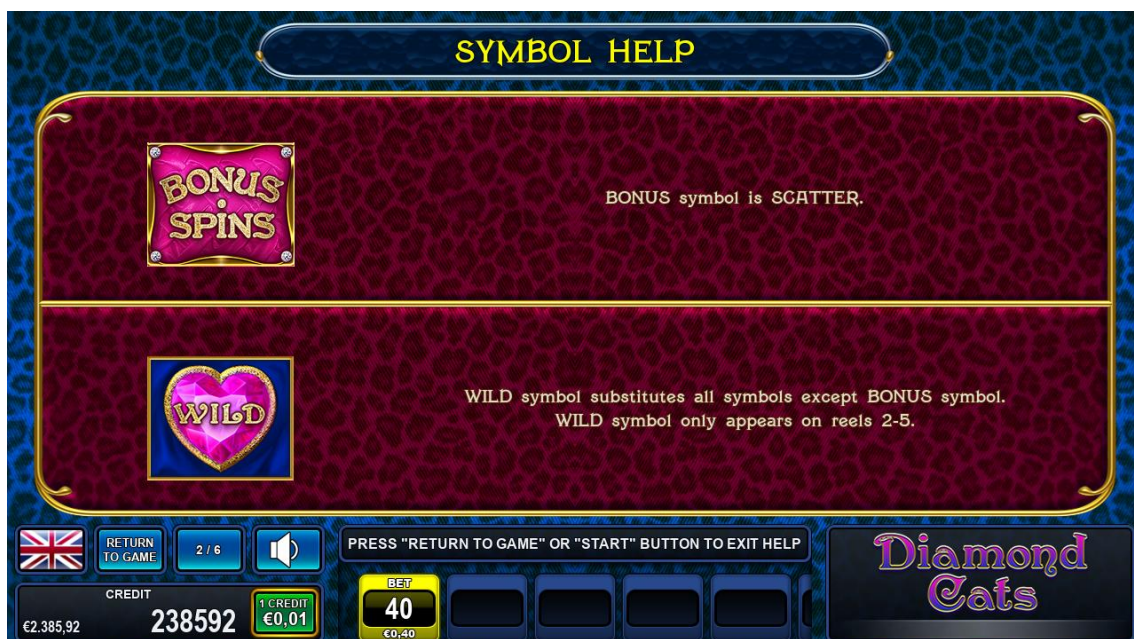 SYMBOL HELP
BONUS
SPINS
BONUS symbol is SCATTER.
WILD
WILD symbol substitutes all symbols except BONUS symbol.
WILD symbol only appears on reels 2-5.
RETURN
TO GAME
2 / 6
PRESS "RETURN TO GAME" OR "START" BUTTON TO EXIT HELP
Diamond
Cats
CREDIT
€2.385,92
238592
1 CREDIT
€0,01
BET
40
€0,40